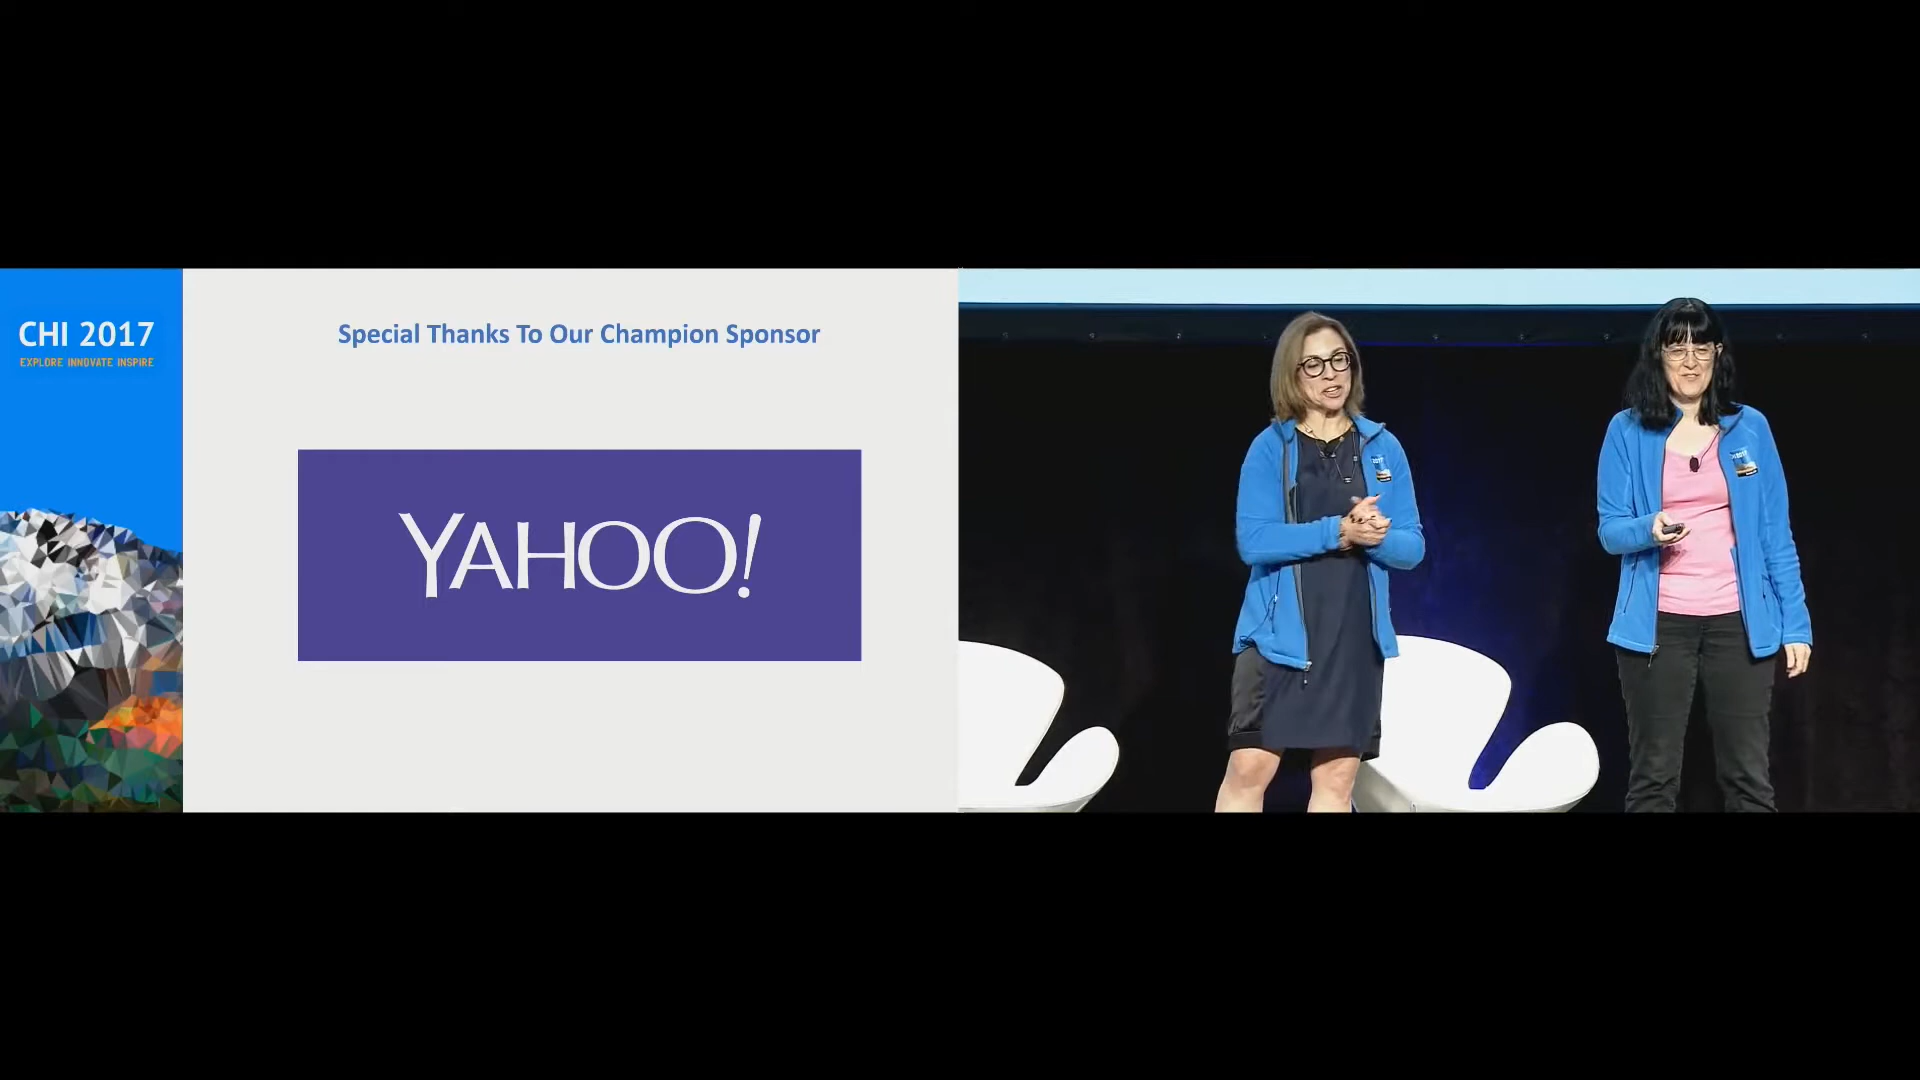 CHI 2017
EXPLORE INNOVATE INSPIRE
Special Thanks To Our Champion Sponsor
YAHOO!